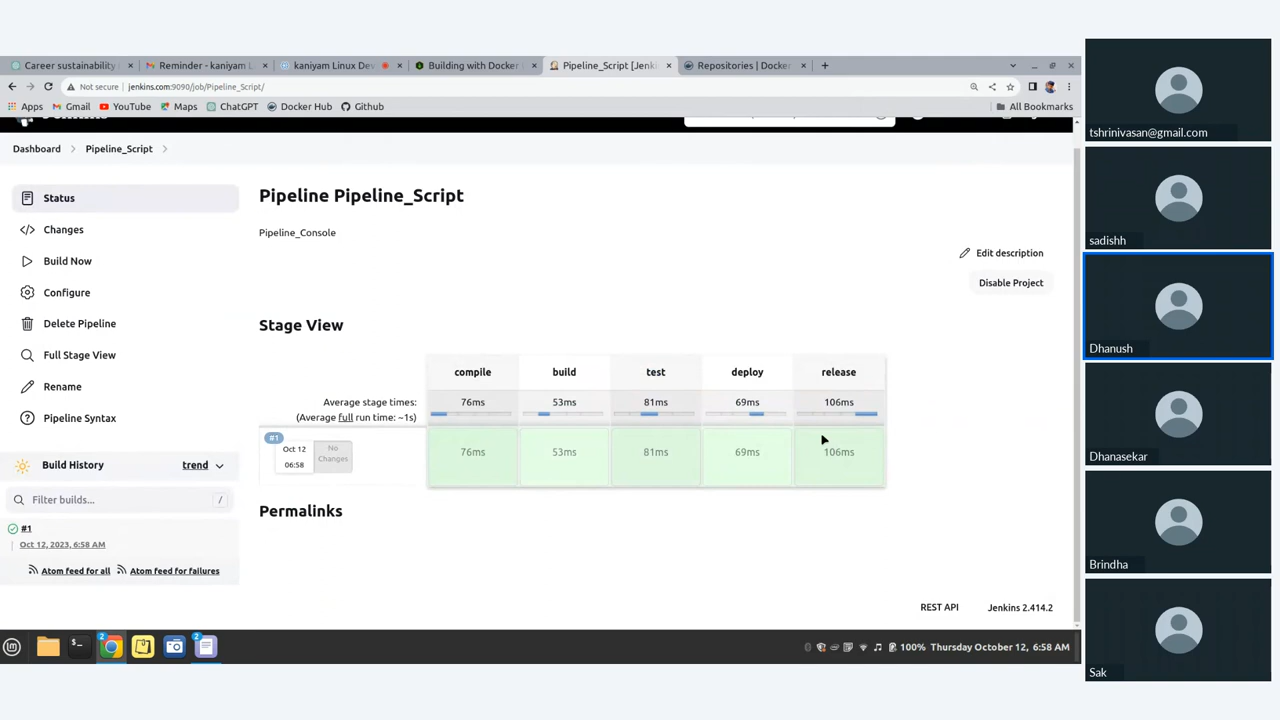 Career sustainability
Reminder - kaniyam L
kaniyam Linux Dev
Building with Docker
Pipeline_Script [Jenki
Repositories | Docker
Not secure
jenkins.com:9090/job/Pipeline_Script/
Apps
Gmail
YouTube
Maps
ChatGPT
Docker Hub
Github
All Bookmarks
Dashboard
Pipeline_Script
Status
Changes
Build Now
Configure
Delete Pipeline
Full Stage View
Rename
Pipeline Syntax
Build History
trend
Filter builds...
/
#1
Oct 12, 2023, 6:58 AM
Atom feed for all
Atom feed for failures
Pipeline Pipeline_Script
Pipeline_Console
Edit description
Disable Project
Stage View
compile build test deploy release
Average stage times: 76ms 53ms 81ms 69ms 106ms
(Average full run time: ~1s)
#1
Oct 12
06:58
No
Changes
76ms 53ms 81ms 69ms 106ms
Permalinks
REST API
Jenkins 2.414.2
2
2
100% Thursday October 12, 6:58 AM
tshrinivasan@gmail.com
sadishh
Dhanush
Dhanasekar
Brindha
Sak